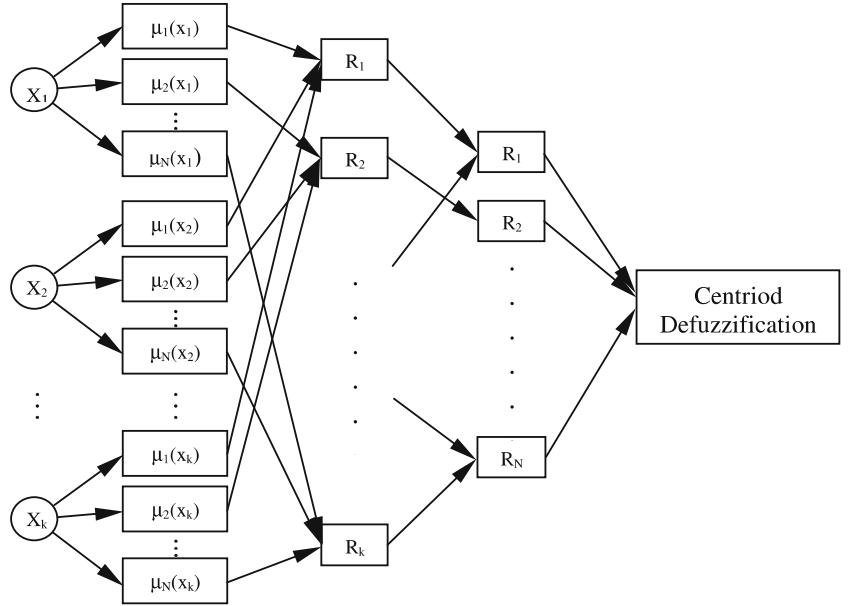 X₁
μ₁(x₁)
μ₂(x₁)
μN(x₁)
X₂
μ₁(x₂)
μ₂(x₂)
μN(x₂)
Xₖ
μ₁(xₖ)
μ₂(xₖ)
μN(xₖ)
R₁
R₂
Rₖ
R₁
R₂
RN
Centriod
Defuzzification